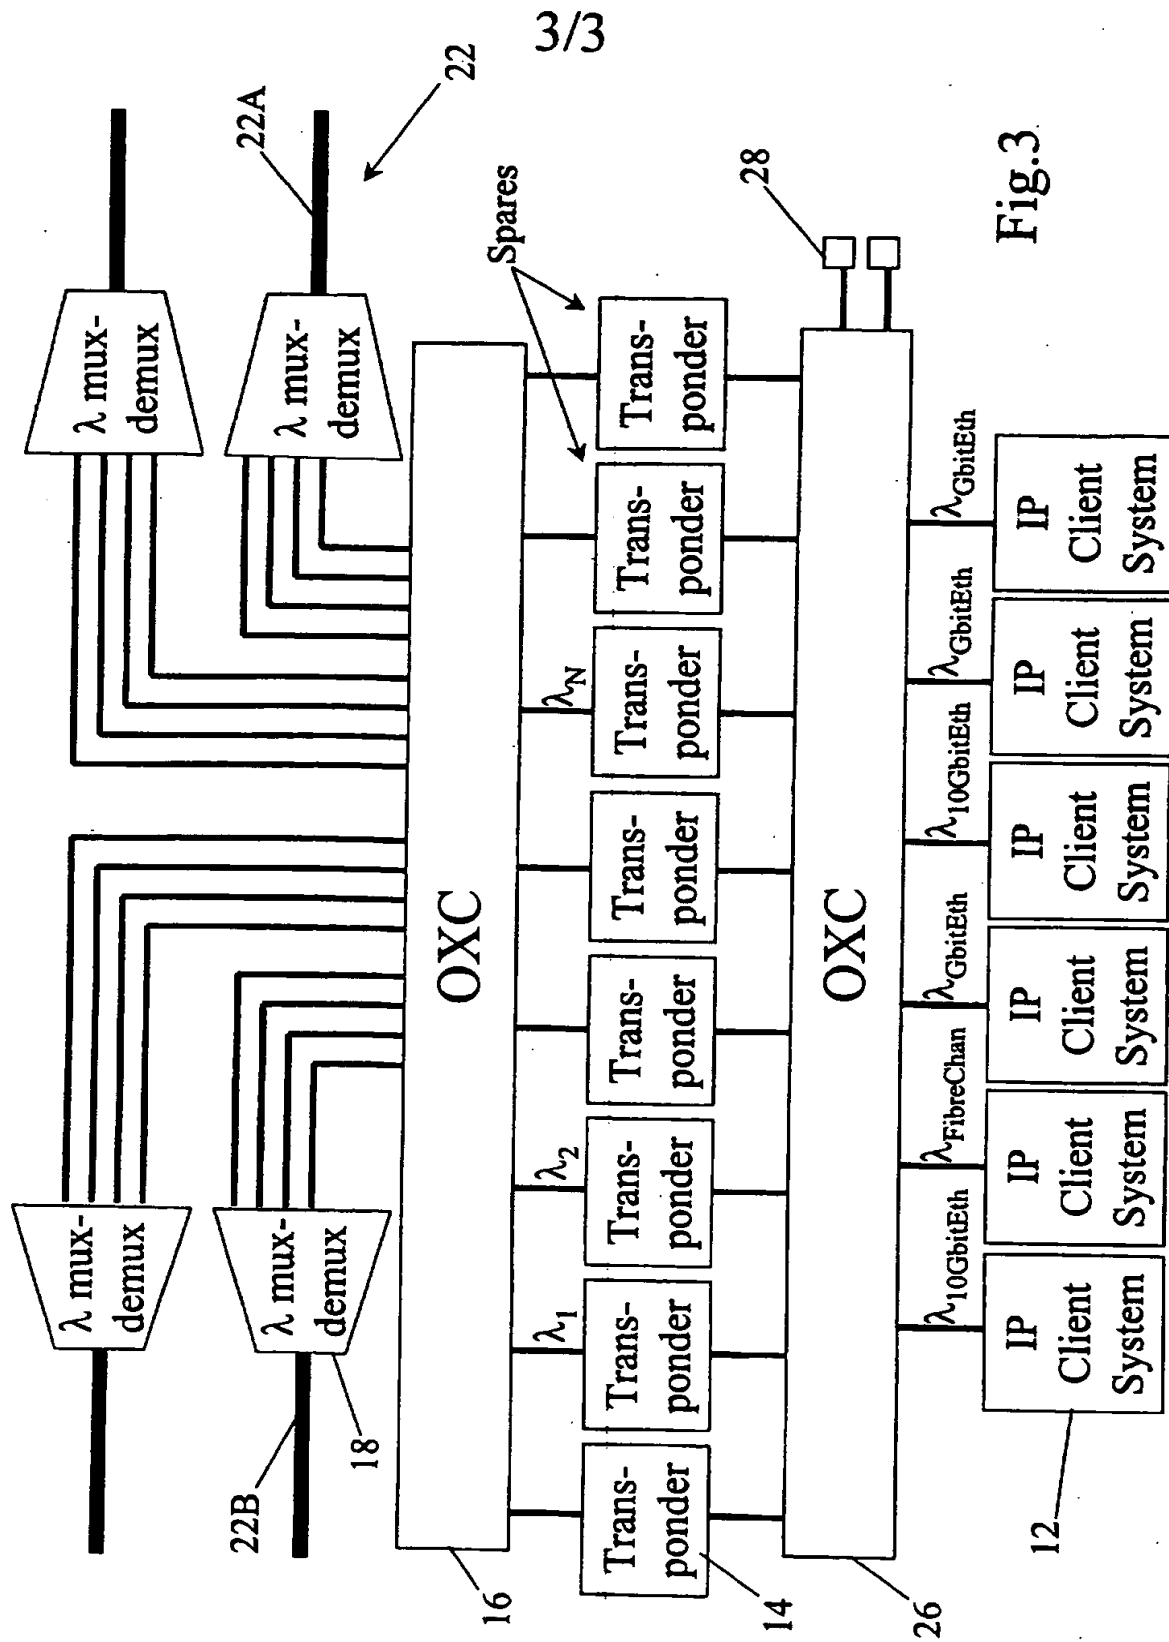 3/3
22
22A
22B
λ mux-
demux
λ mux-
demux
λ mux-
demux
λ mux-
demux
18
Spares
OXC
16
λ1
λ2
λN
Trans-
ponder
Trans-
ponder
Trans-
ponder
Trans-
ponder
Trans-
ponder
Trans-
ponder
Trans-
ponder
Trans-
ponder
14
28
OXC
26
λ10GbitEth
λFibreChan
λGbitEth
λ10GbitEth
λGbitEth
λGbitEth
IP
Client
System
IP
Client
System
IP
Client
System
IP
Client
System
IP
Client
System
IP
Client
System
12
Fig.3